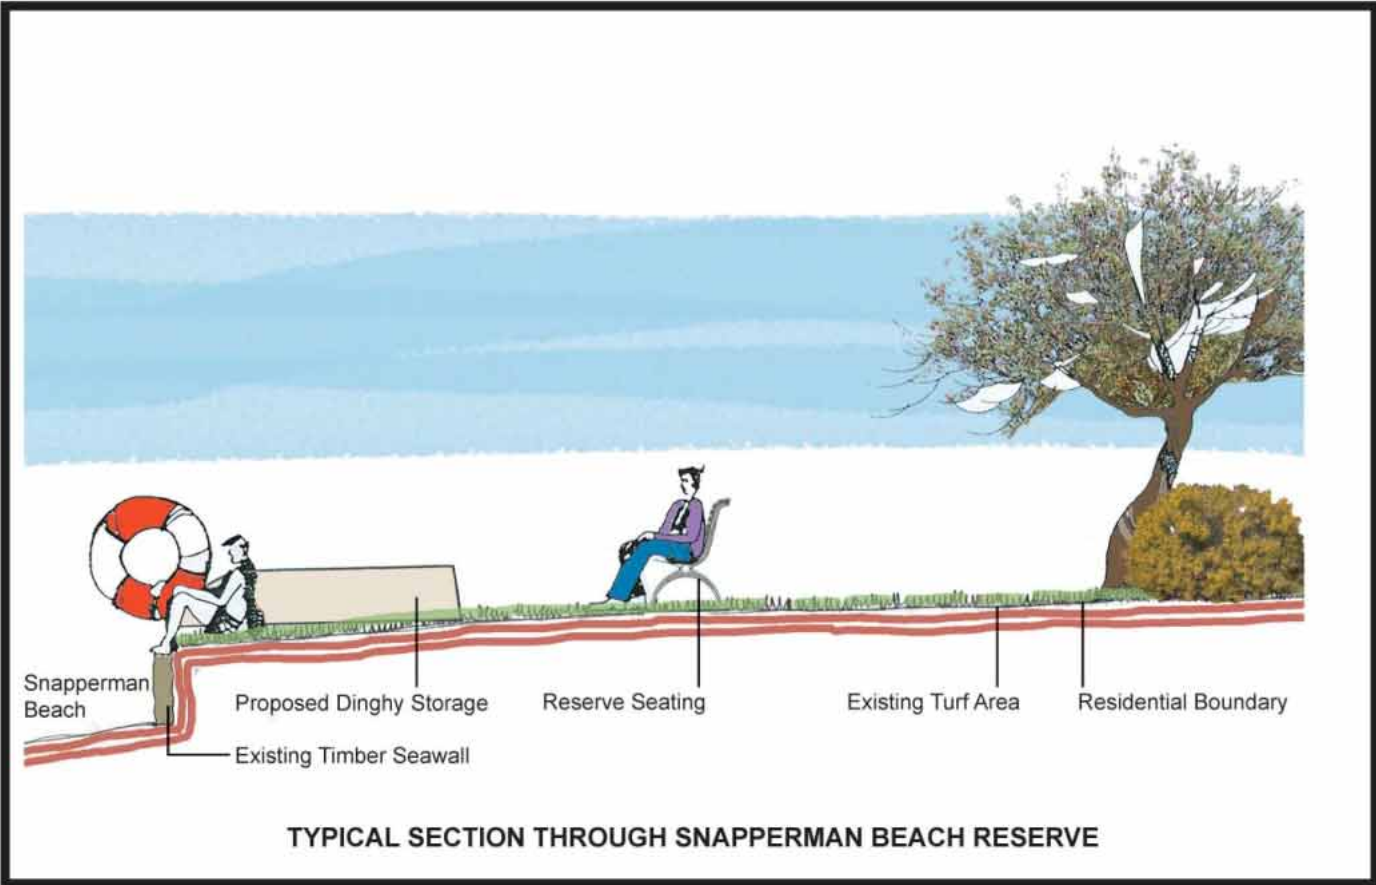 Snapperman
Beach
Proposed Dinghy Storage
Reserve Seating
Existing Turf Area
Residential Boundary
Existing Timber Seawall
TYPICAL SECTION THROUGH SNAPPERMAN BEACH RESERVE